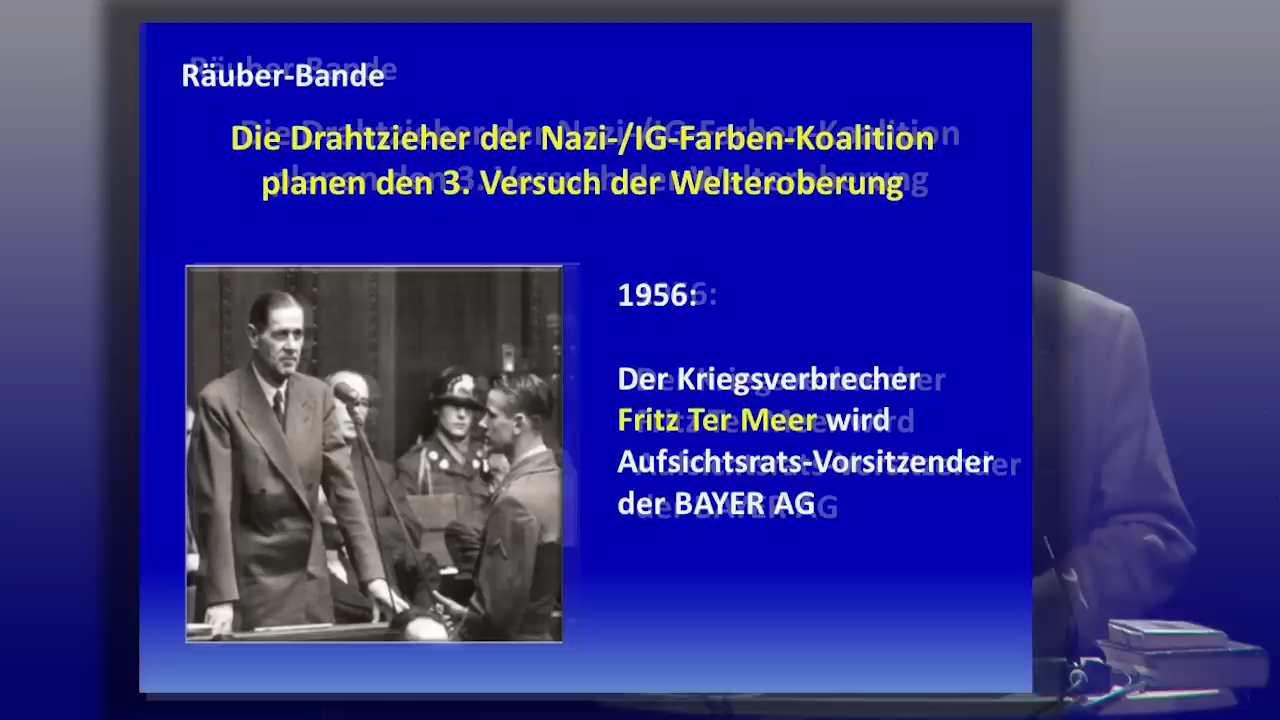 Räuber-Bande
Die Drahtzieher der Nazi-/IG-Farben-Koalition
planen den 3. Versuch der Welteroberung
1956:
Der Kriegsverbrecher
Fritz Ter Meer wird
Aufsichtsrats-Vorsitzender
der BAYER AG